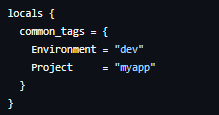 locals {
  common_tags = {
    Environment = "dev"
    Project     = "myapp"
  }
}